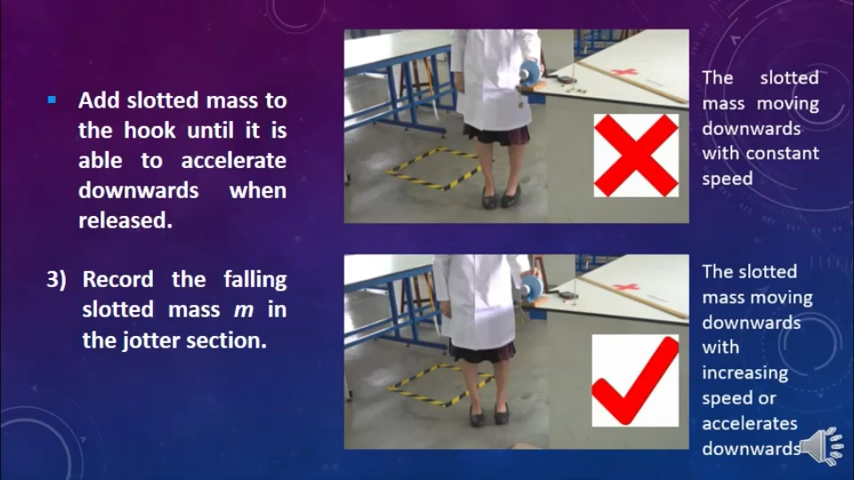 Add slotted mass to
the hook until it is
able to accelerate
downwards when
released.
3) Record the falling
slotted mass m in
the jotter section.
The slotted
mass moving
downwards
with constant
speed
The slotted
mass moving
downwards
with
increasing
speed or
accelerates
downwards